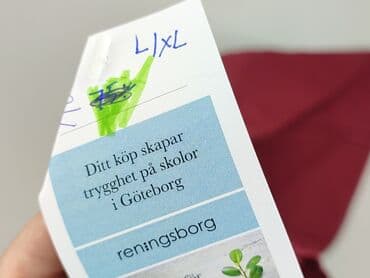 L/XL
Ditt köp skapar
trygghet på skolor
i Göteborg
reningsborg